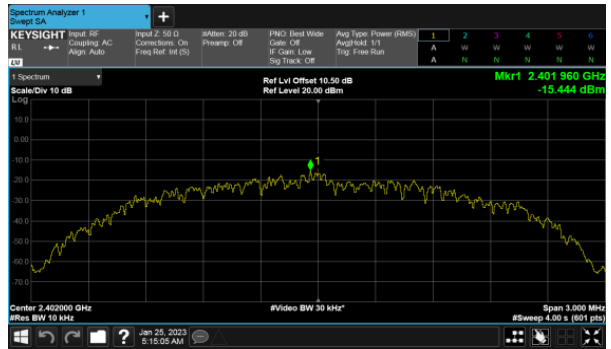 Spectrum Analyzer 1
Swept SA
KEYSIGHT
RL
LXI
Input: RF
Coupling: AC
Align: Auto
Input Z: 50 Ω
Corrections: On
Freq Ref: Int (S)
#Atten: 20 dB
Preamp: Off
PNO: Best Wide
Gate: Off
IF Gain: Low
Sig Track: Off
Avg Type: Power (RMS)
Avg|Hold: 1/1
Trig: Free Run
1 2 3 4 5 6
A W W W W W
A N N N N N
1 Spectrum
Scale/Div 10 dB
Log
Ref Lvl Offset 10.50 dB
Ref Level 20.00 dBm
Mkr1 2.401 960 GHz
-15.444 dBm
10.0
0.00
-10.0
-20.0
-30.0
-40.0
-50.0
-60.0
-70.0
1
Center 2.402000 GHz
#Res BW 10 kHz
#Video BW 30 kHz*
Span 3.000 MHz
#Sweep 4.00 s (601 pts)
Jan 25, 2023
5:15:05 AM